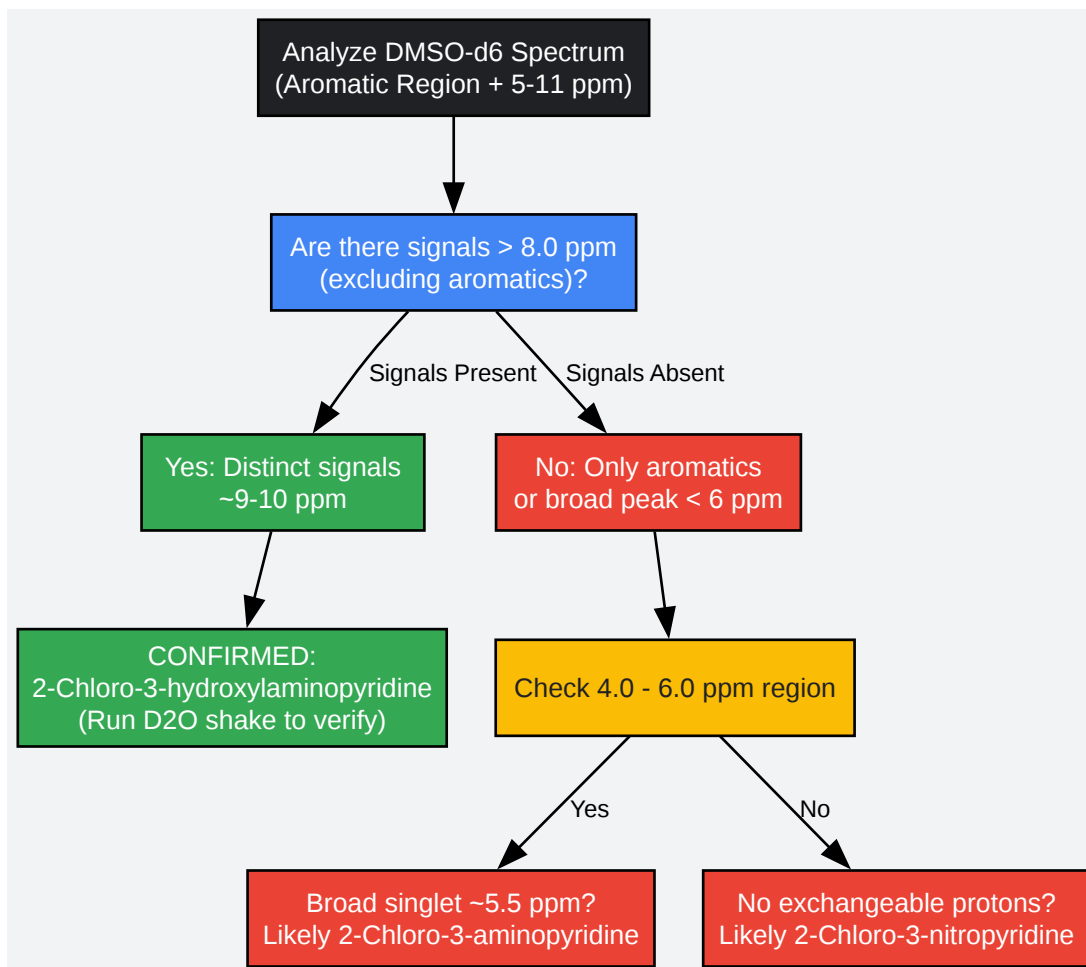 Analyze DMSO-d6 Spectrum
(Aromatic Region + 5-11 ppm)
Are there signals > 8.0 ppm
(excluding aromatics)?
Signals Present
Signals Absent
Yes: Distinct signals
~9-10 ppm
No: Only aromatics
or broad peak < 6 ppm
CONFIRMED:
2-Chloro-3-hydroxylaminopyridine
(Run D2O shake to verify)
Check 4.0 - 6.0 ppm region
Yes
No
Broad singlet ~5.5 ppm?
Likely 2-Chloro-3-aminopyridine
No exchangeable protons?
Likely 2-Chloro-3-nitropyridine